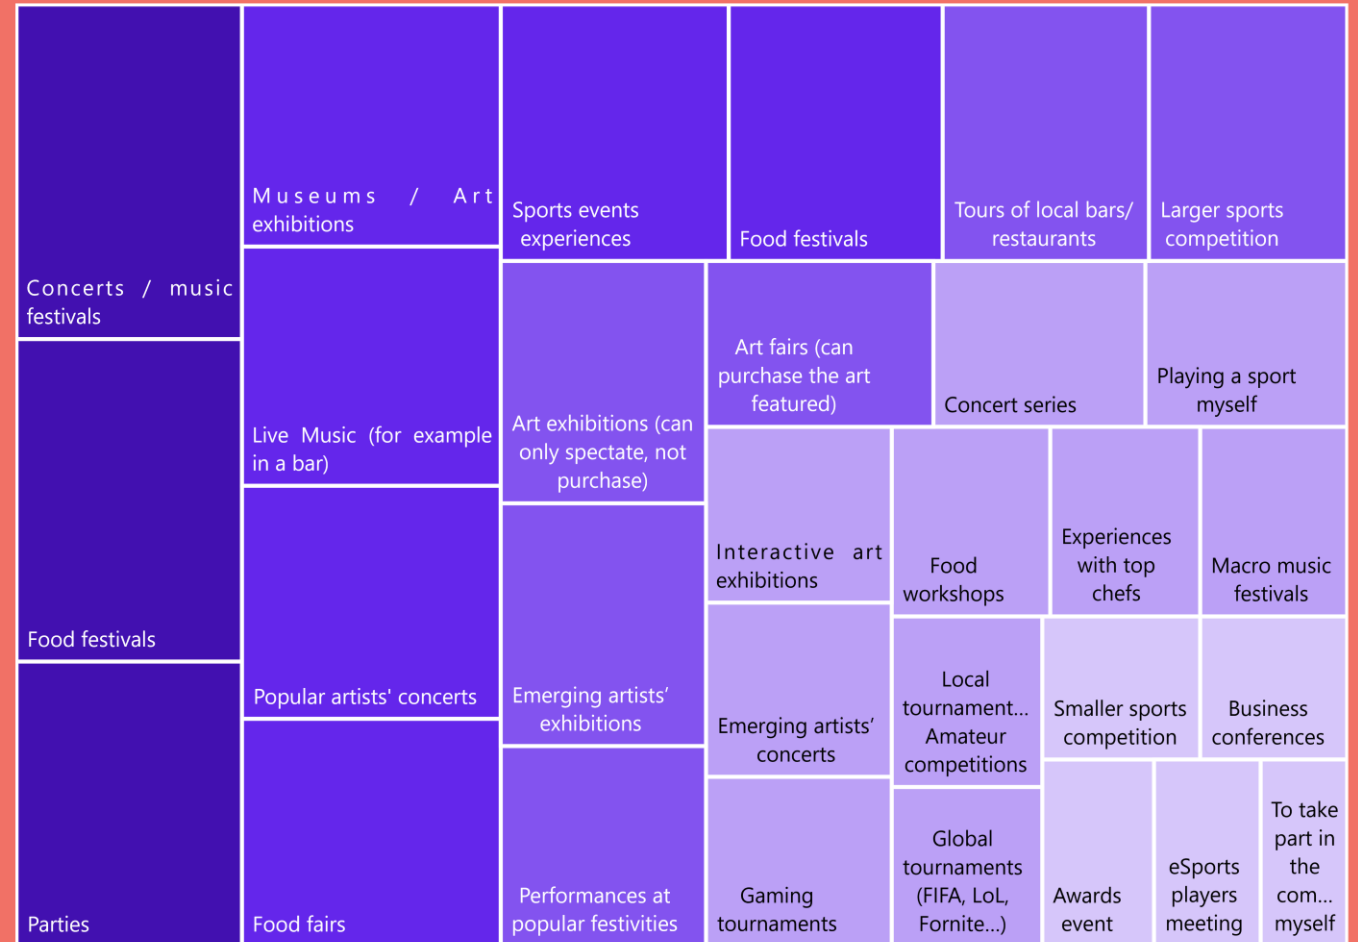 Concerts / music
festivals
Food festivals
Parties
Museums / Art
exhibitions
Live Music (for example
in a bar)
Popular artists' concerts
Food fairs
Sports events
experiences
Food festivals
Tours of local bars/
restaurants
Larger sports
competition
Art exhibitions (can
only spectate, not
purchase)
Emerging artists’
exhibitions
Performances at
popular festivities
Art fairs (can
purchase the art
featured)
Concert series
Playing a sport
myself
Interactive art
exhibitions
Emerging artists’
concerts
Gaming
tournaments
Food
workshops
Experiences
with top
chefs
Macro music
festivals
Local
tournament...
Amateur
competitions
Global
tournaments
(FIFA, LoL,
Fornite...)
Smaller sports
competition
Business
conferences
Awards
event
eSports
players
meeting
To take
part in
the
com...
myself